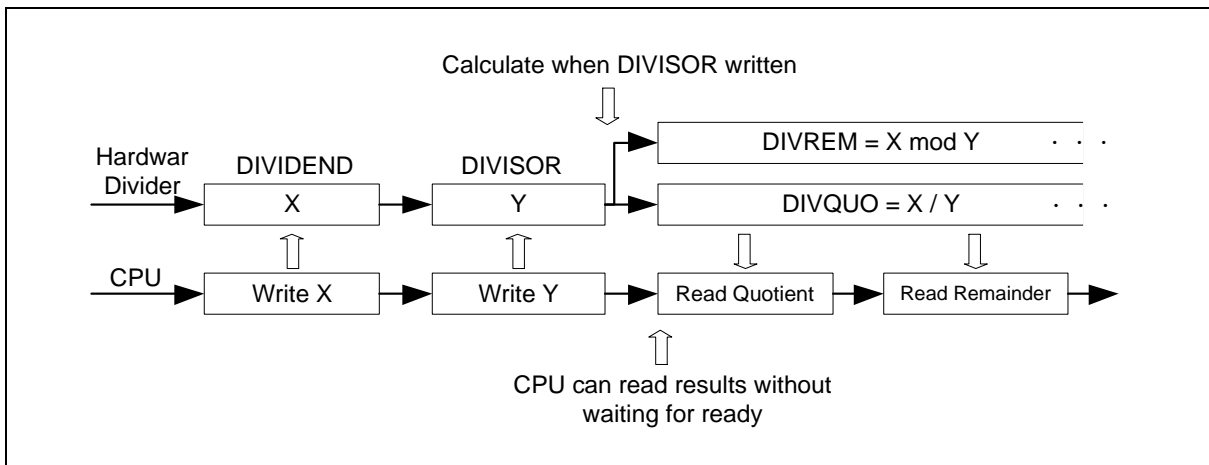 Calculate when DIVISOR written
DIVREM = X mod Y . . .
Hardwar
Divider
DIVIDEND
DIVISOR
X
Y
DIVQUO = X / Y . . .
CPU
Write X
Write Y
Read Quotient
Read Remainder
CPU can read results without
waiting for ready